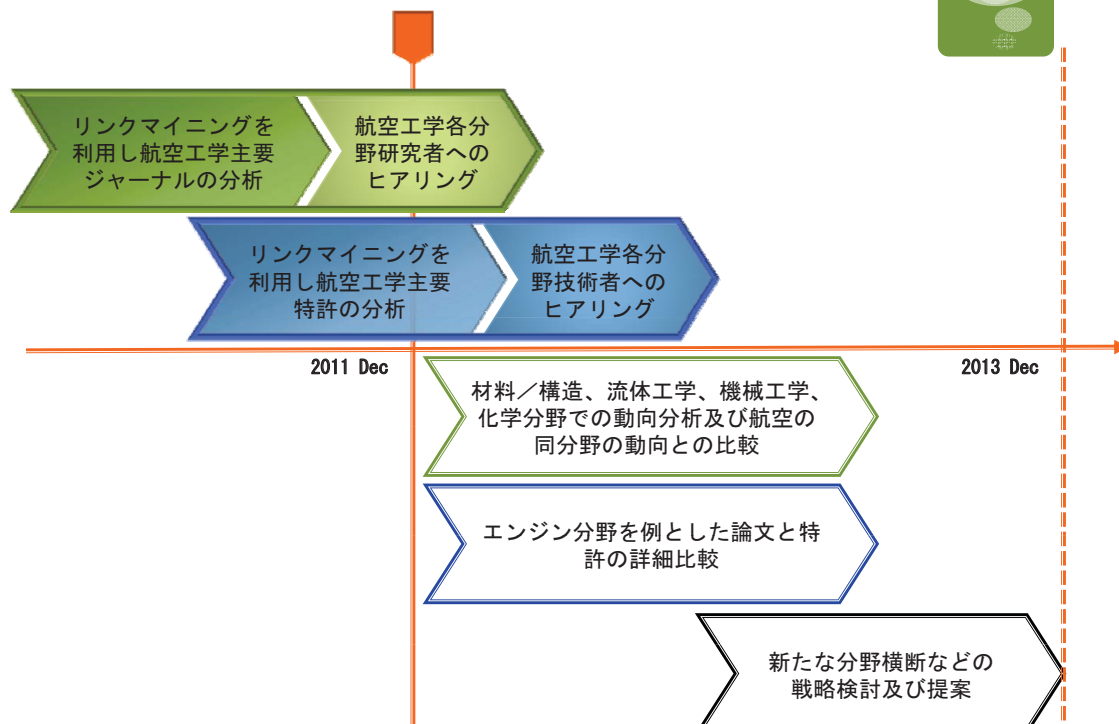 リンクマイニングを
利用し航空工学主要
ジャーナルの分析
航空工学各分
野研究者への
ヒアリング
リンクマイニングを
利用し航空工学主要
特許の分析
航空工学各分
野技術者への
ヒアリング
2011 Dec
2013 Dec
材料／構造、流体工学、機械工学、
化学分野での動向分析及び航空の
同分野の動向との比較
エンジン分野を例とした論文と特
許の詳細比較
新たな分野横断などの
戦略検討及び提案